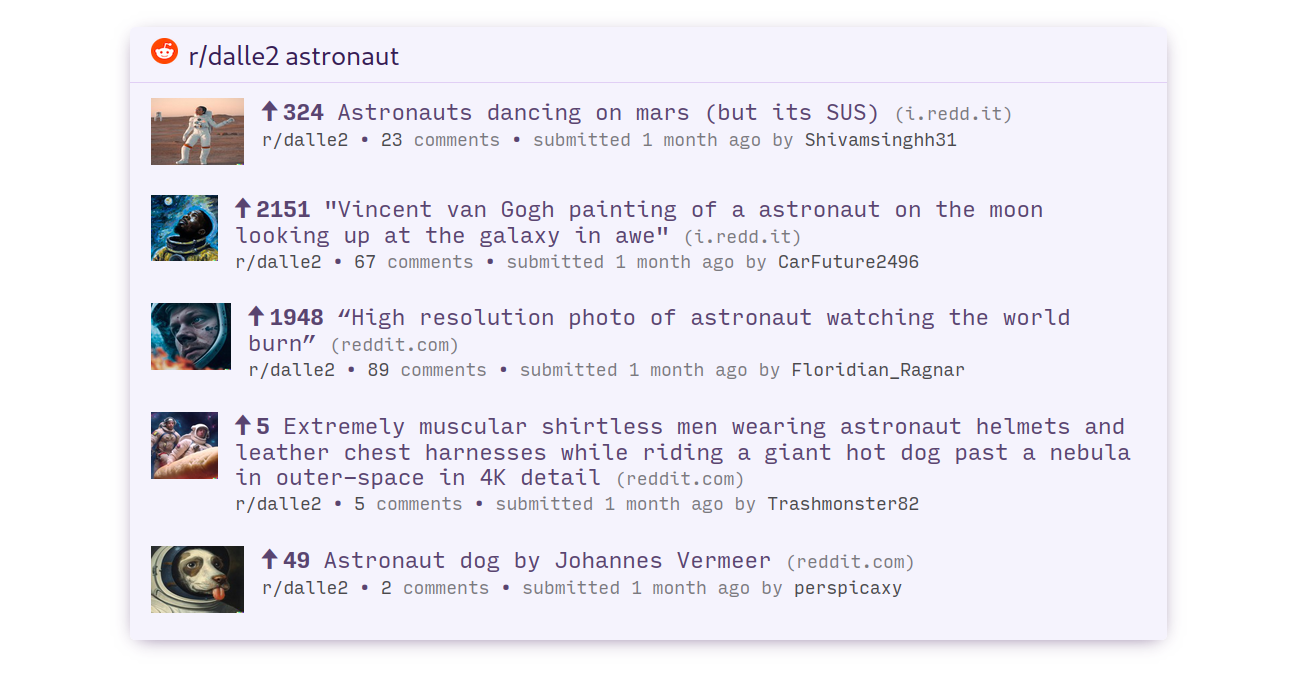 r/dalle2 astronaut
324 Astronauts dancing on mars (but its SUS) (i.redd.it)
r/dalle2 • 23 comments • submitted 1 month ago by Shivamsinghh31
2151 "Vincent van Gogh painting of a astronaut on the moon
looking up at the galaxy in awe" (i.redd.it)
r/dalle2 • 67 comments • submitted 1 month ago by CarFuture2496
1948 “High resolution photo of astronaut watching the world
burn” (reddit.com)
r/dalle2 • 89 comments • submitted 1 month ago by Floridian_Ragnar
5 Extremely muscular shirtless men wearing astronaut helmets and
leather chest harnesses while riding a giant hot dog past a nebula
in outer-space in 4K detail (reddit.com)
r/dalle2 • 5 comments • submitted 1 month ago by Trashmonster82
49 Astronaut dog by Johannes Vermeer (reddit.com)
r/dalle2 • 2 comments • submitted 1 month ago by perspicaxy